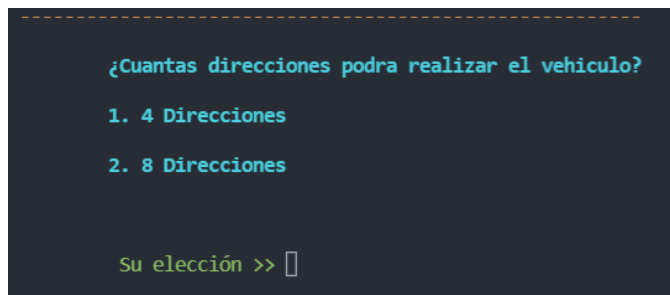 ¿Cuantas direcciones podra realizar el vehiculo?
1. 4 Direcciones
2. 8 Direcciones
Su elección >>